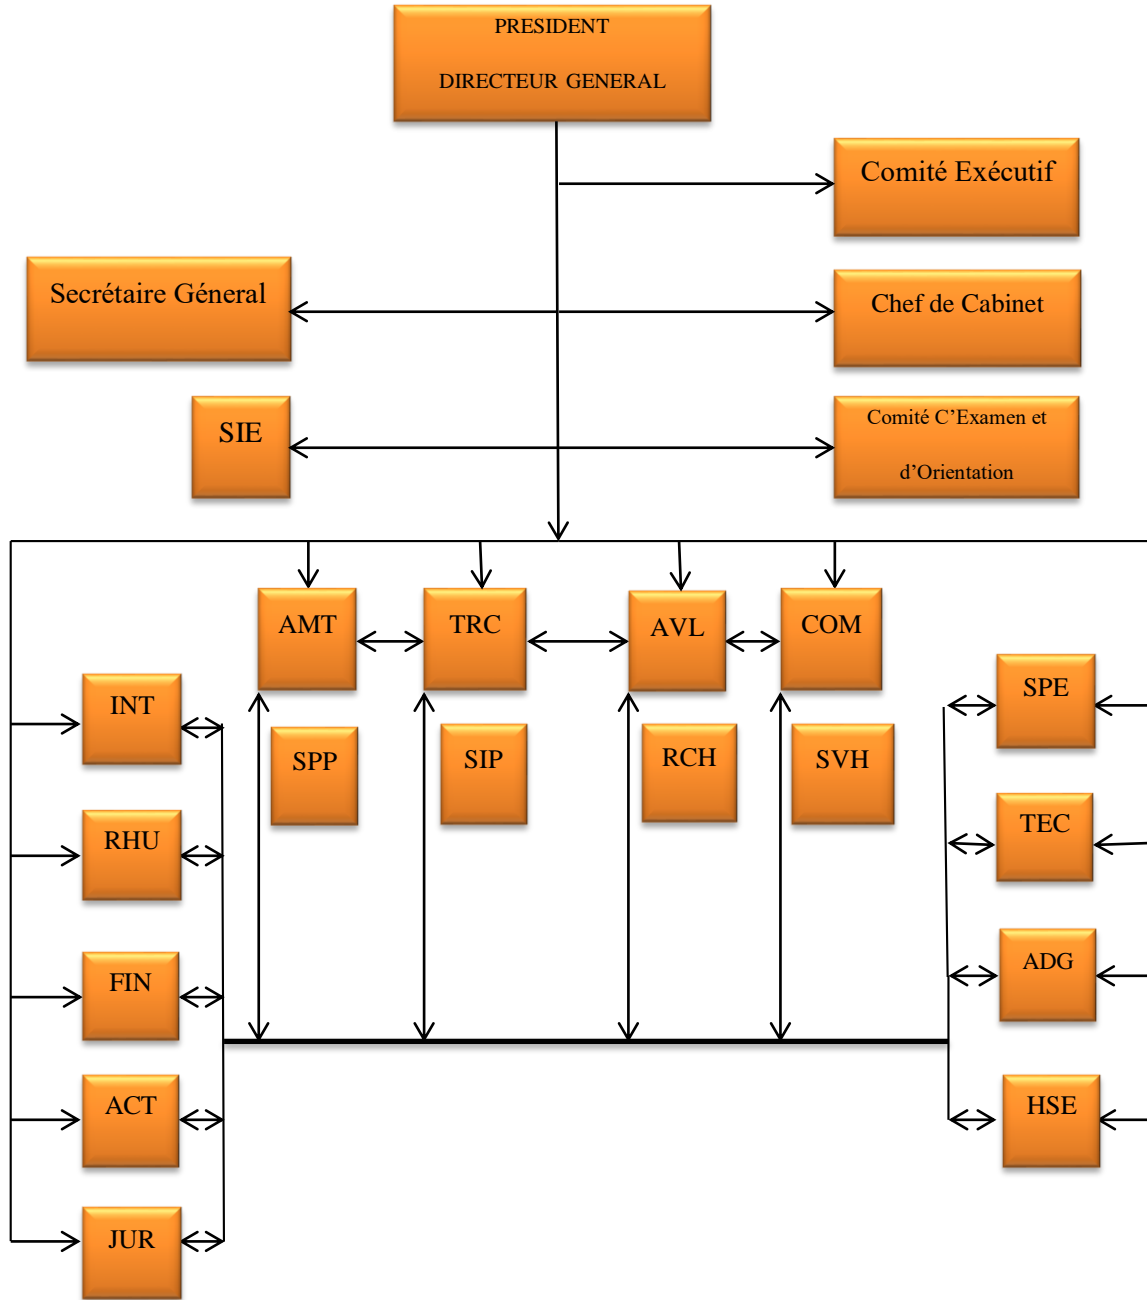 PRESIDENT
DIRECTEUR GENERAL
Comité Exécutif
Secrétaire Géneral
Chef de Cabinet
SIE
Comité C’Examen et
d’Orientation
AMT
TRC
AVL
COM
INT
SPP
SIP
RCH
SVH
SPE
RHU
TEC
FIN
ADG
ACT
HSE
JUR